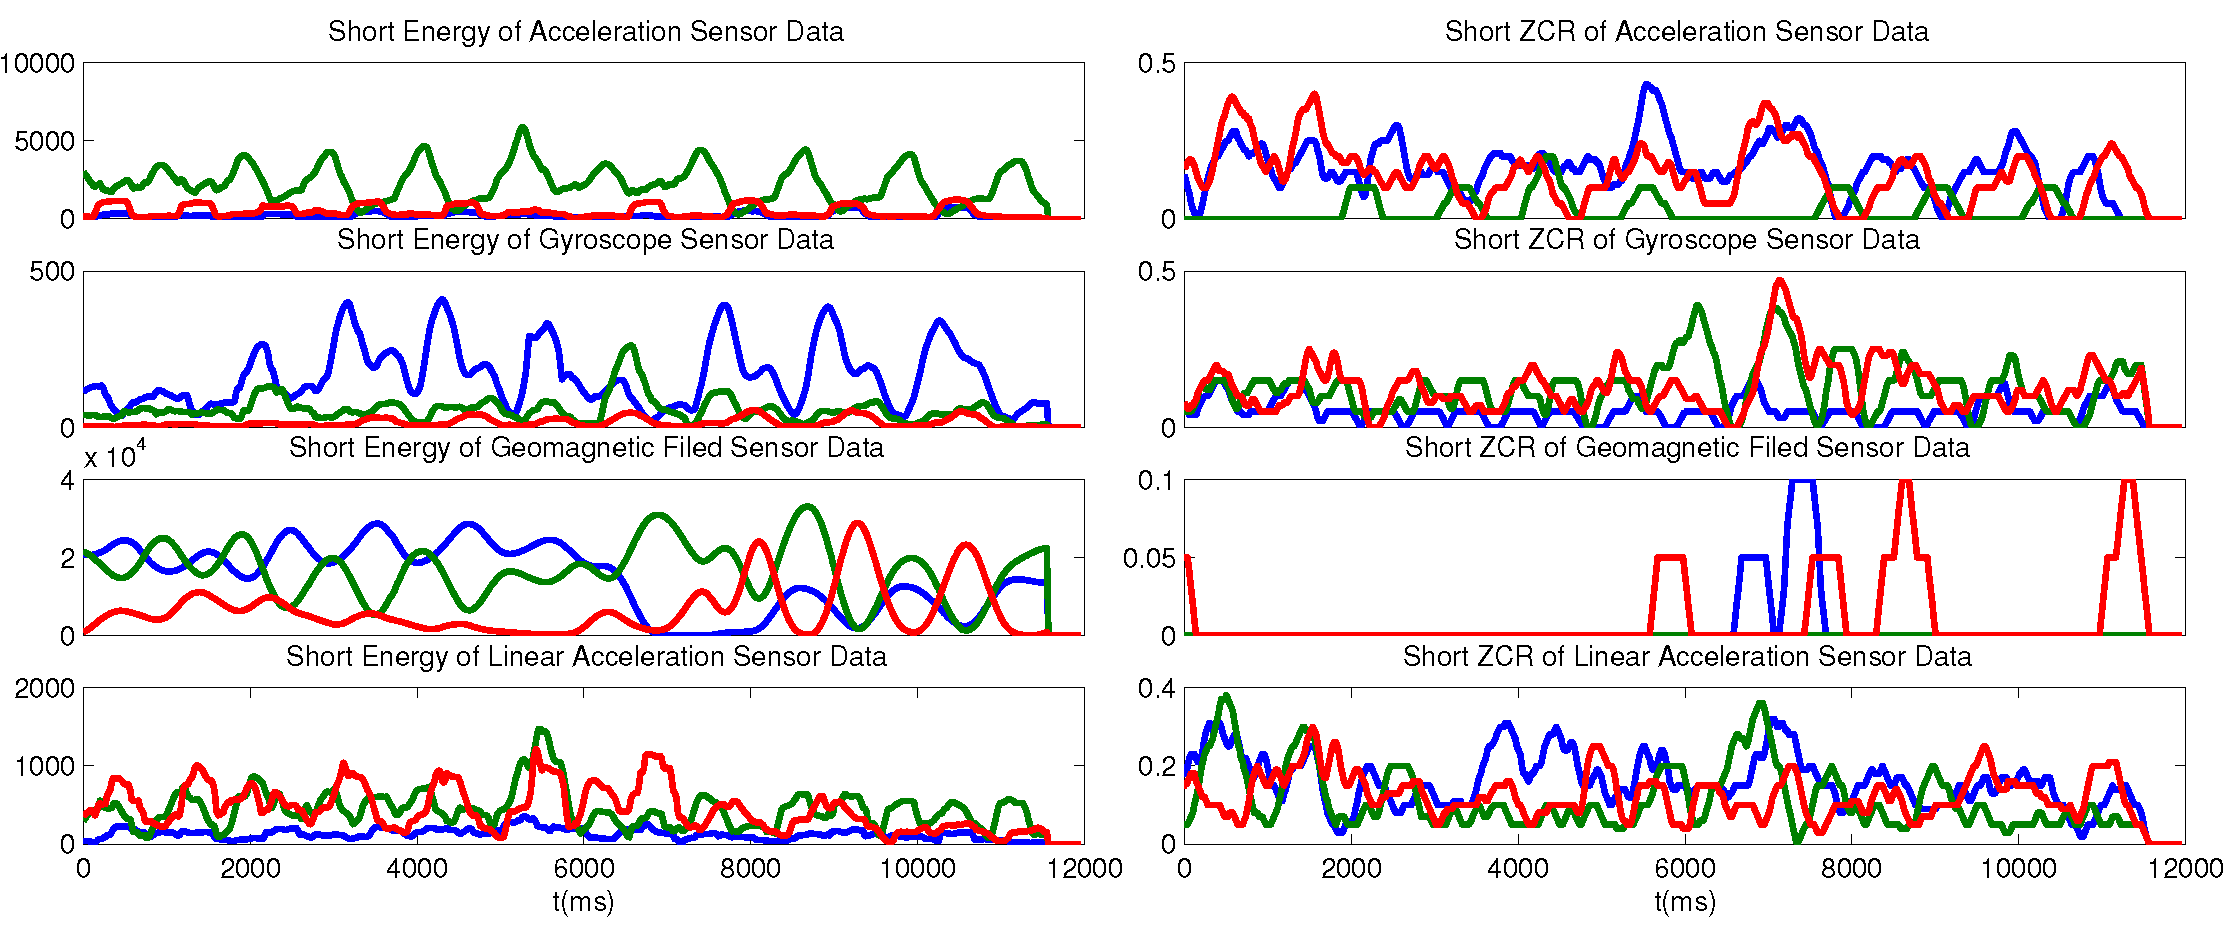 Short Energy of Acceleration Sensor Data
10000
5000
0
Short Energy of Gyroscope Sensor Data
500
0
Short Energy of Geomagnetic Filed Sensor Data
x 10^4
4
2
0
Short Energy of Linear Acceleration Sensor Data
2000
1000
0
0 2000 4000 6000 8000 10000 12000
t(ms)
Short ZCR of Acceleration Sensor Data
0.5
0
Short ZCR of Gyroscope Sensor Data
0.5
0
Short ZCR of Geomagnetic Filed Sensor Data
0.1
0.05
0
Short ZCR of Linear Acceleration Sensor Data
0.4
0.2
0
0 2000 4000 6000 8000 10000 12000
t(ms)